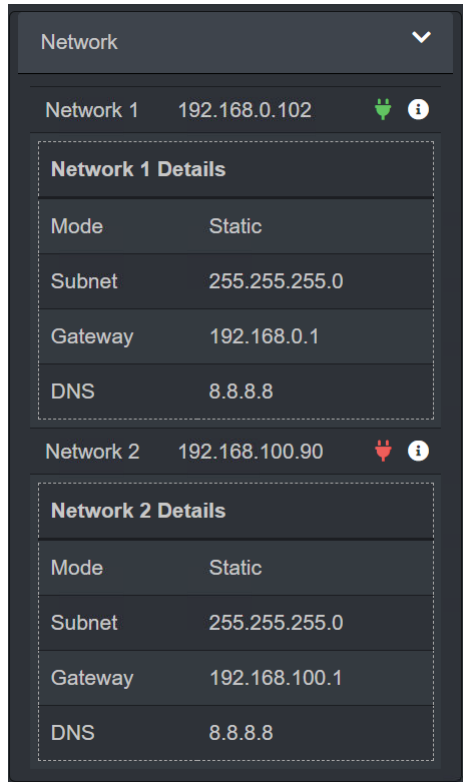 Network
Network 1 192.168.0.102
Network 1 Details
Mode Static
Subnet 255.255.255.0
Gateway 192.168.0.1
DNS 8.8.8.8
Network 2 192.168.100.90
Network 2 Details
Mode Static
Subnet 255.255.255.0
Gateway 192.168.100.1
DNS 8.8.8.8